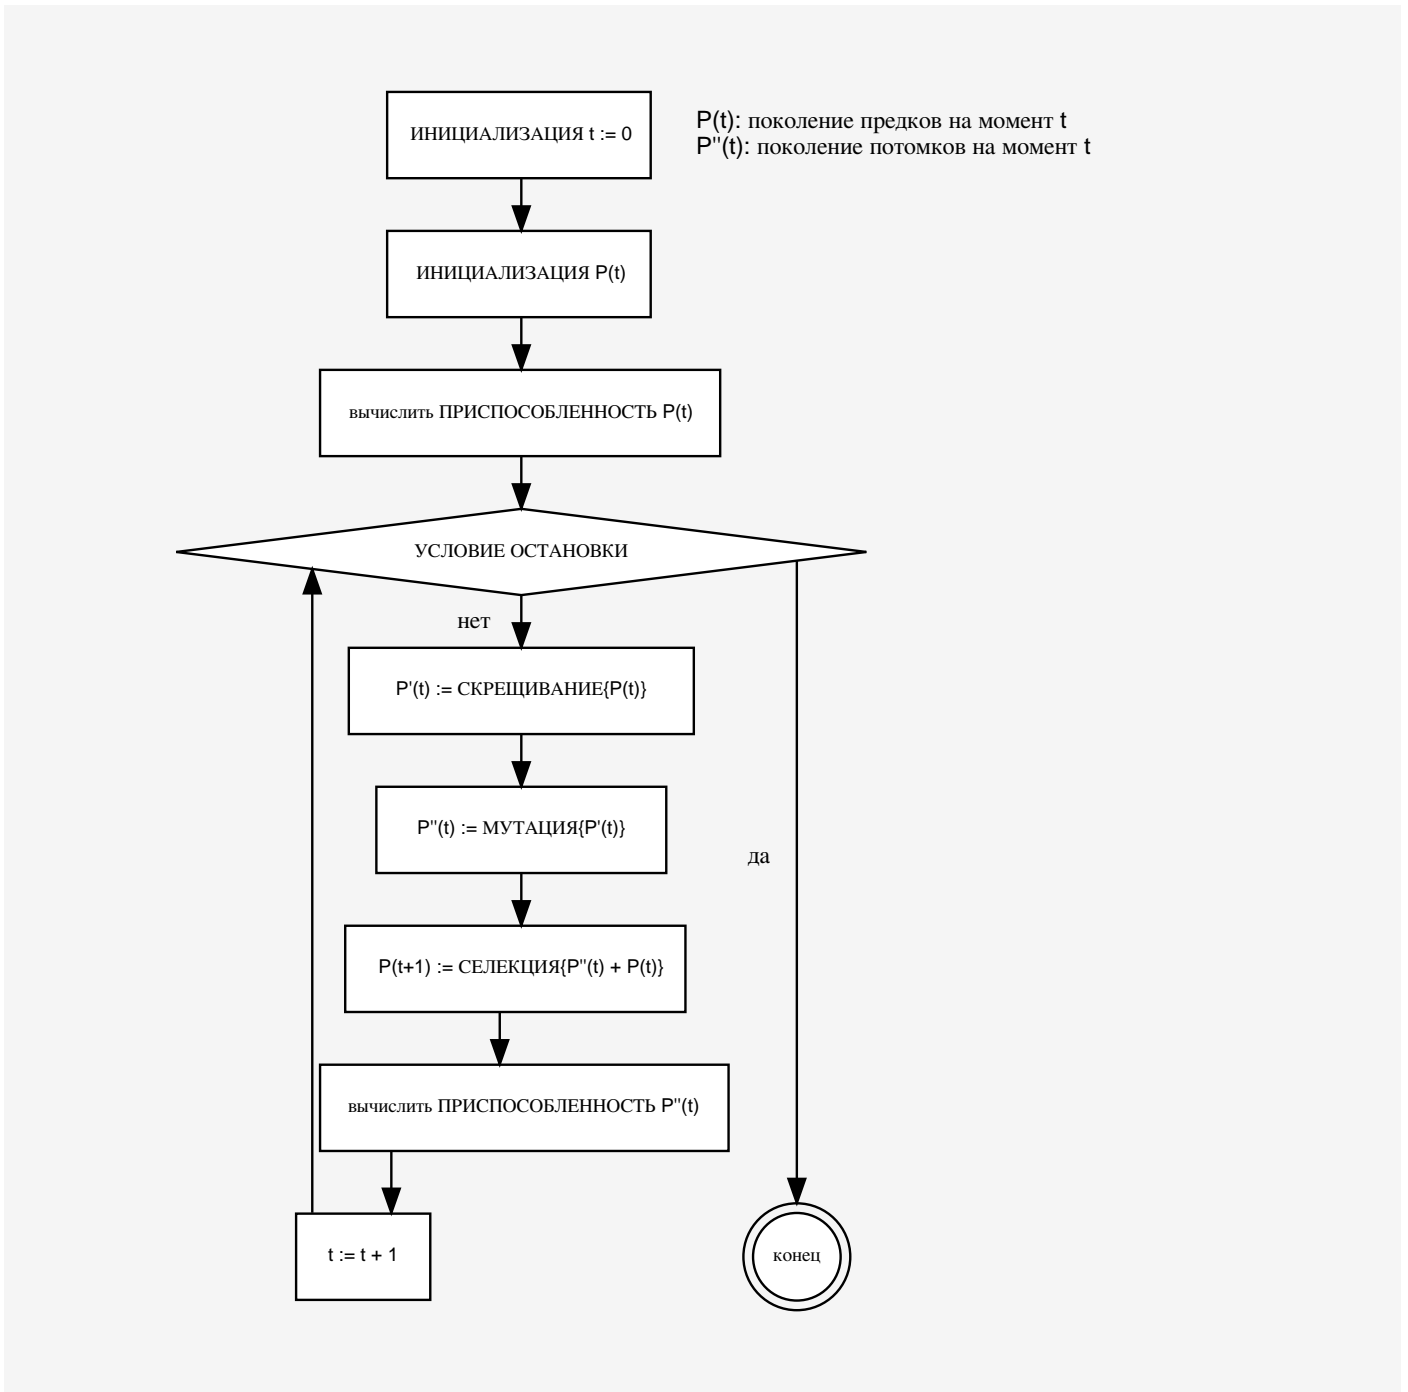 ИНИЦИАЛИЗАЦИЯ t := 0
P(t): поколение предков на момент t
P''(t): поколение потомков на момент t
ИНИЦИАЛИЗАЦИЯ P(t)
вычислить ПРИСПОСОБЛЕННОСТЬ P(t)
УСЛОВИЕ ОСТАНОВКИ
нет
P'(t) := СКРЕЩИВАНИЕ{P(t)}
P''(t) := МУТАЦИЯ{P'(t)}
да
P(t+1) := СЕЛЕКЦИЯ{P''(t) + P(t)}
вычислить ПРИСПОСОБЛЕННОСТЬ P''(t)
t := t + 1
конец